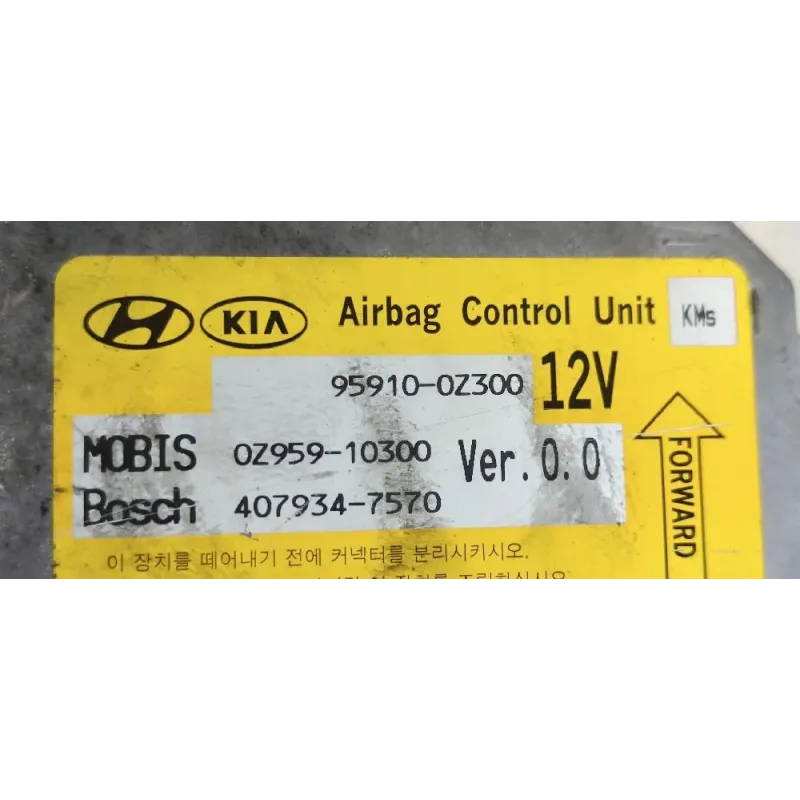 KIA Airbag Control Unit KMs
95910-0Z300 12V
MOBIS 0Z959-10300 Ver.0.0
Bosch 407934-7570
FORWARD
이 장치를 떼어내기 전에 커넥터를 분리시키시오.